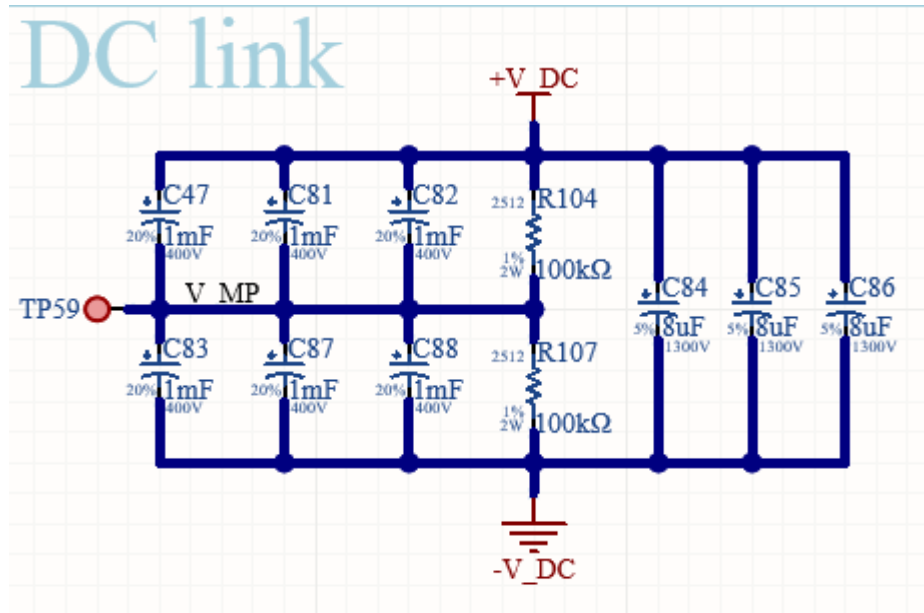 DC link
+V_DC
C47
20% 1mF
400V
C81
20% 1mF
400V
C82
20% 1mF
400V
2512 R104
1%
2W 100kΩ
TP59
V_MP
C84
5% 8uF
1300V
C85
5% 8uF
1300V
C86
5% 8uF
1300V
C83
20% 1mF
400V
C87
20% 1mF
400V
C88
20% 1mF
400V
2512 R107
1%
2W 100kΩ
-V_DC